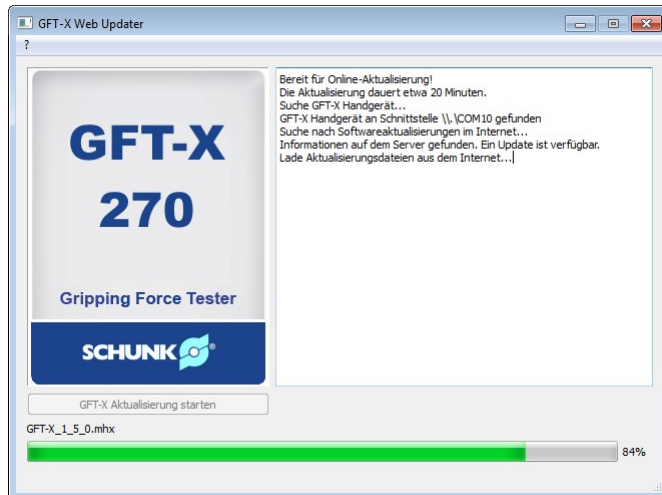 GFT-X Web Updater
?
GFT-X
270
Gripping Force Tester
SCHUNK
Bereit für Online-Aktualisierung!
Die Aktualisierung dauert etwa 20 Minuten.
Suche GFT-X Handgerät...
GFT-X Handgerät an Schnittstelle \\.\COM10 gefunden
Suche nach Softwareaktualisierungen im Internet...
Informationen auf dem Server gefunden. Ein Update ist verfügbar.
Lade Aktualisierungsdateien aus dem Internet...
GFT-X Aktualisierung starten
GFT-X_1_5_0.mhx
84%